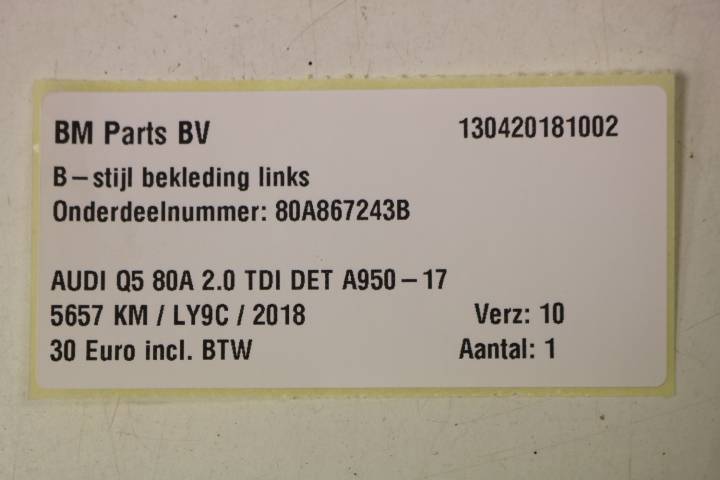 BM Parts BV 130420181002
B-stijl bekleding links
Onderdeelnummer: 80A867243B
AUDI Q5 80A 2.0 TDI DET A950-17
5657 KM / LY9C / 2018 Verz: 10
30 Euro incl. BTW Aantal: 1